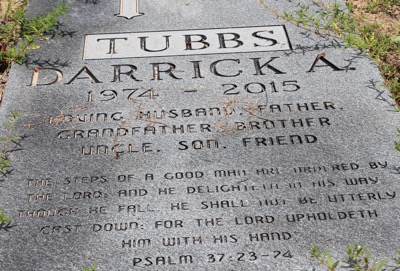 TUBBS
DARRICK A.
1974 - 2015
LOVING HUSBAND, FATHER,
GRANDFATHER, BROTHER
UNCLE, SON, FRIEND
THE STEPS OF A GOOD MAN ARE ORDERED BY
THE LORD; AND HE DELIGHTETH IN HIS WAY
THOUGH HE FALL, HE SHALL NOT BE UTTERLY
CAST DOWN: FOR THE LORD UPHOLDETH
HIM WITH HIS HAND
PSALM 37:23-74